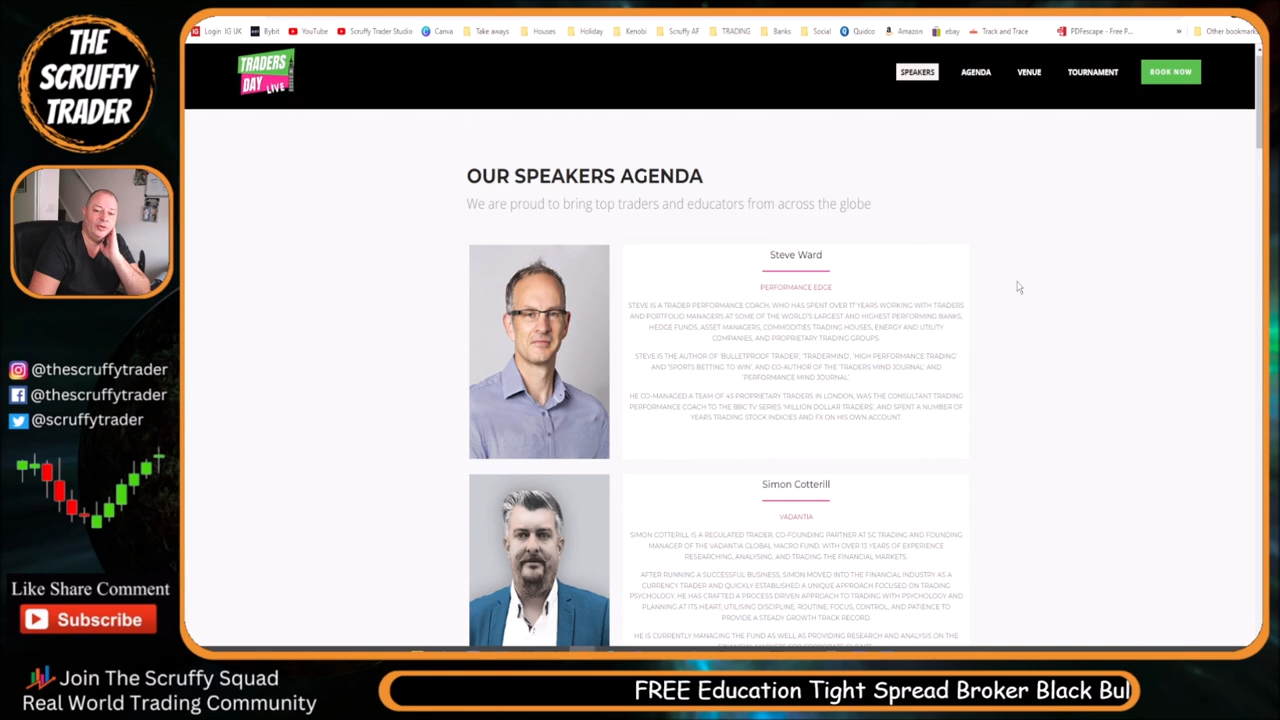 THE
SCRUFFY
TRADER
@thescruffytrader
@thescruffytrader
@scruffytrader
Like Share Comment
Subscribe
Join The Scruffy Squad
Real World Trading Community
Login IG UK Bybit YouTube Scruffy Trader Studio Canva Take aways Houses Holiday Kenobi Scruffy AF TRADING Banks Social Quidco Amazon ebay Track and Trace PDFescape - Free P... » Other bookmarks
TRADERS
DAY LIVE
SPEAKERS AGENDA VENUE TOURNAMENT BOOK NOW
OUR SPEAKERS AGENDA
We are proud to bring top traders and educators from across the globe
Steve Ward
PERFORMANCE EDGE
STEVE IS A TRADER PERFORMANCE COACH, WHO HAS SPENT OVER 17 YEARS WORKING WITH TRADERS
AND PORTFOLIO MANAGERS AT SOME OF THE WORLD'S LARGEST AND HIGHEST PERFORMING BANKS,
HEDGE FUNDS, ASSET MANAGERS, COMMODITIES TRADING HOUSES, ENERGY AND UTILITY
COMPANIES, AND PROPRIETARY TRADING GROUPS.
STEVE IS THE AUTHOR OF 'BULLETPROOF TRADER', 'TRADERMIND', 'HIGH PERFORMANCE TRADING'
AND 'SPORTS BETTING TO WIN', AND CO-AUTHOR OF THE 'TRADERS MIND JOURNAL' AND
'PERFORMANCE MIND JOURNAL'.
HE CO-MANAGED A TEAM OF 45 PROPRIETARY TRADERS IN LONDON, WAS THE CONSULTANT TRADING
PERFORMANCE COACH TO THE BBC TV SERIES 'MILLION DOLLAR TRADERS', AND SPENT A NUMBER OF
YEARS TRADING STOCK INDICIES AND FX ON HIS OWN ACCOUNT.
Simon Cotterill
VADANTIA
SIMON COTTERILL IS A REGULATED TRADER, CO-FOUNDING PARTNER AT SC TRADING AND FOUNDING
MANAGER OF THE VADANTIA GLOBAL MACRO FUND. WITH OVER 13 YEARS OF EXPERIENCE
RESEARCHING, ANALYSING, AND TRADING THE FINANCIAL MARKETS.
AFTER RUNNING A SUCCESSFUL BUSINESS, SIMON MOVED INTO THE FINANCIAL INDUSTRY AS A
CURRENCY TRADER AND QUICKLY ESTABLISHED A UNIQUE APPROACH FOCUSED ON TRADING
PSYCHOLOGY. HE HAS CRAFTED A PROCESS DRIVEN APPROACH TO TRADING WITH PSYCHOLOGY AND
PLANNING AT ITS HEART, UTILISING DISCIPLINE, ROUTINE, FOCUS, CONTROL, AND PATIENCE TO
PROVIDE A STEADY GROWTH TRACK RECORD.
HE IS CURRENTLY MANAGING THE FUND AS WELL AS PROVIDING RESEARCH AND ANALYSIS ON THE
FREE Education Tight Spread Broker Black Bul